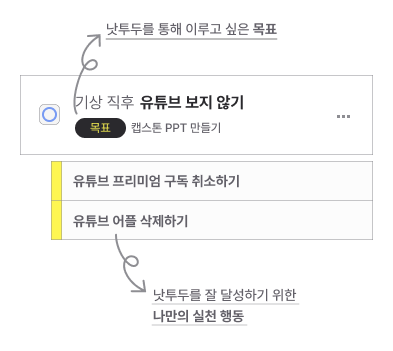 낫투두를 통해 이루고 싶은 목표
기상 직후 유튜브 보지 않기
목표 캡스톤 PPT 만들기
유튜브 프리미엄 구독 취소하기
유튜브 어플 삭제하기
낫투두를 잘 달성하기 위한
나만의 실천 행동